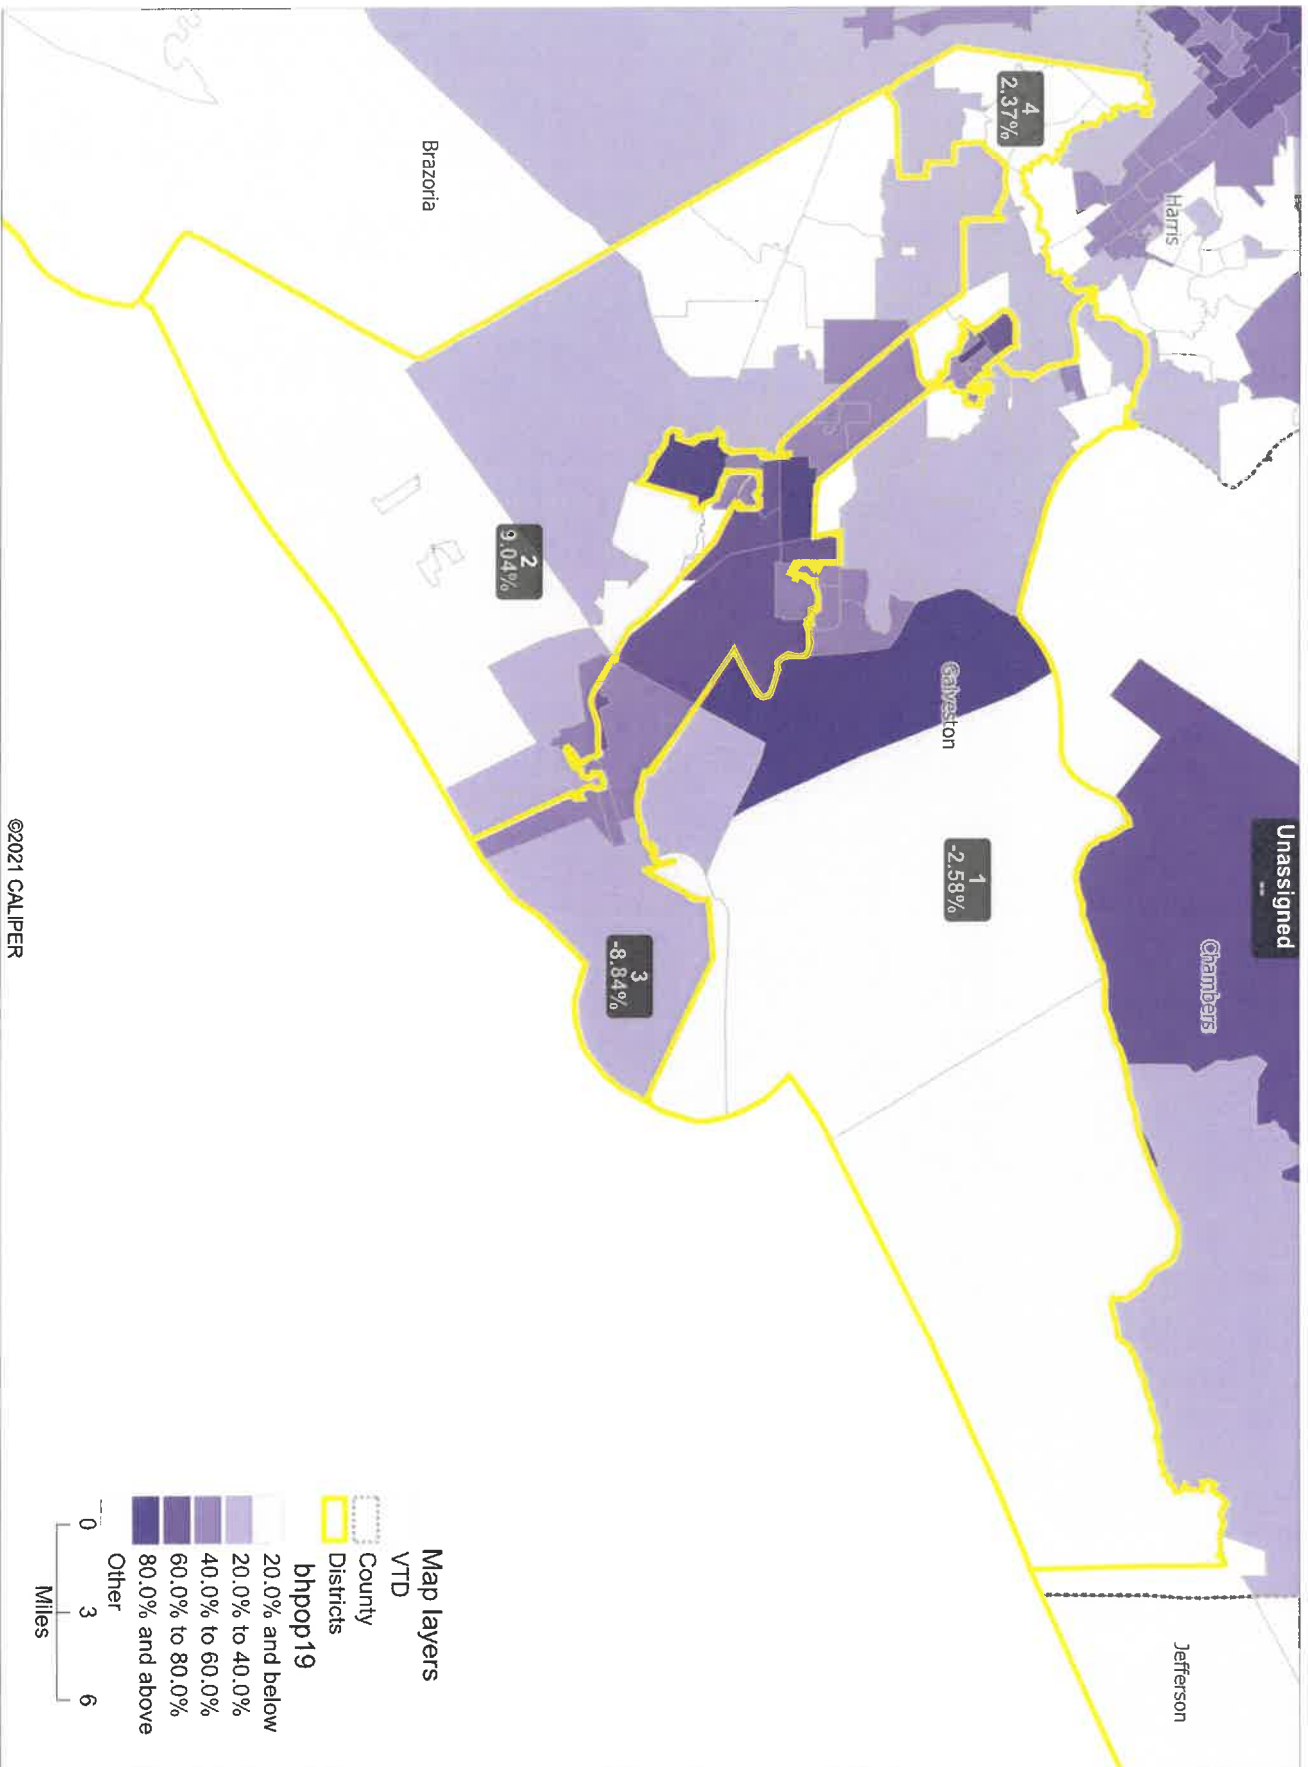 Unassigned
--
Harris
Chambers
Jefferson
4
2.37%
Galveston
1
-2.58%
Brazoria
2
9.04%
3
-8.84%
Map layers
VTD
County
Districts
bhpop19
20.0% and below
20.0% to 40.0%
40.0% to 60.0%
60.0% to 80.0%
80.0% and above
Other
0 3 6
Miles
©2021 CALIPER